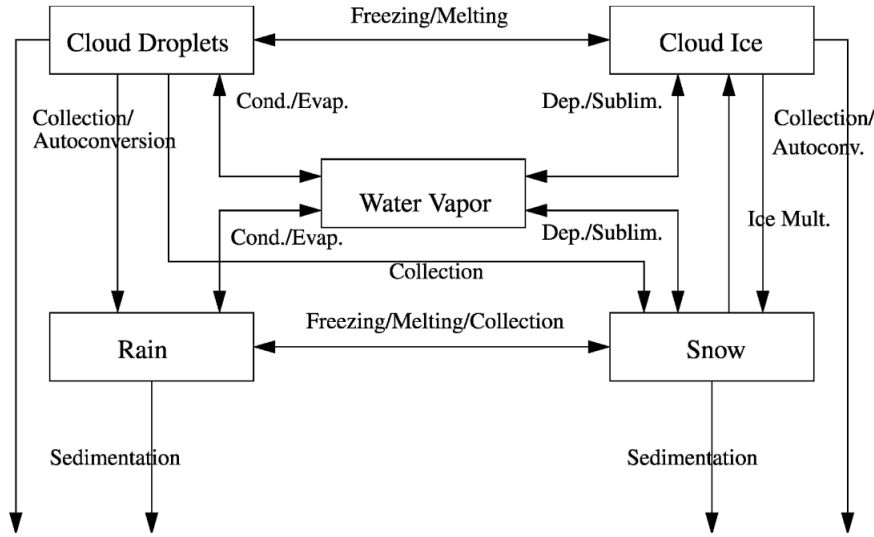 Freezing/Melting
Cloud Droplets
Cloud Ice
Cond./Evap.
Dep./Sublim.
Collection/
Autoconversion
Collection/
Autoconv.
Water Vapor
Ice Mult.
Cond./Evap.
Dep./Sublim.
Collection
Freezing/Melting/Collection
Rain
Snow
Sedimentation
Sedimentation